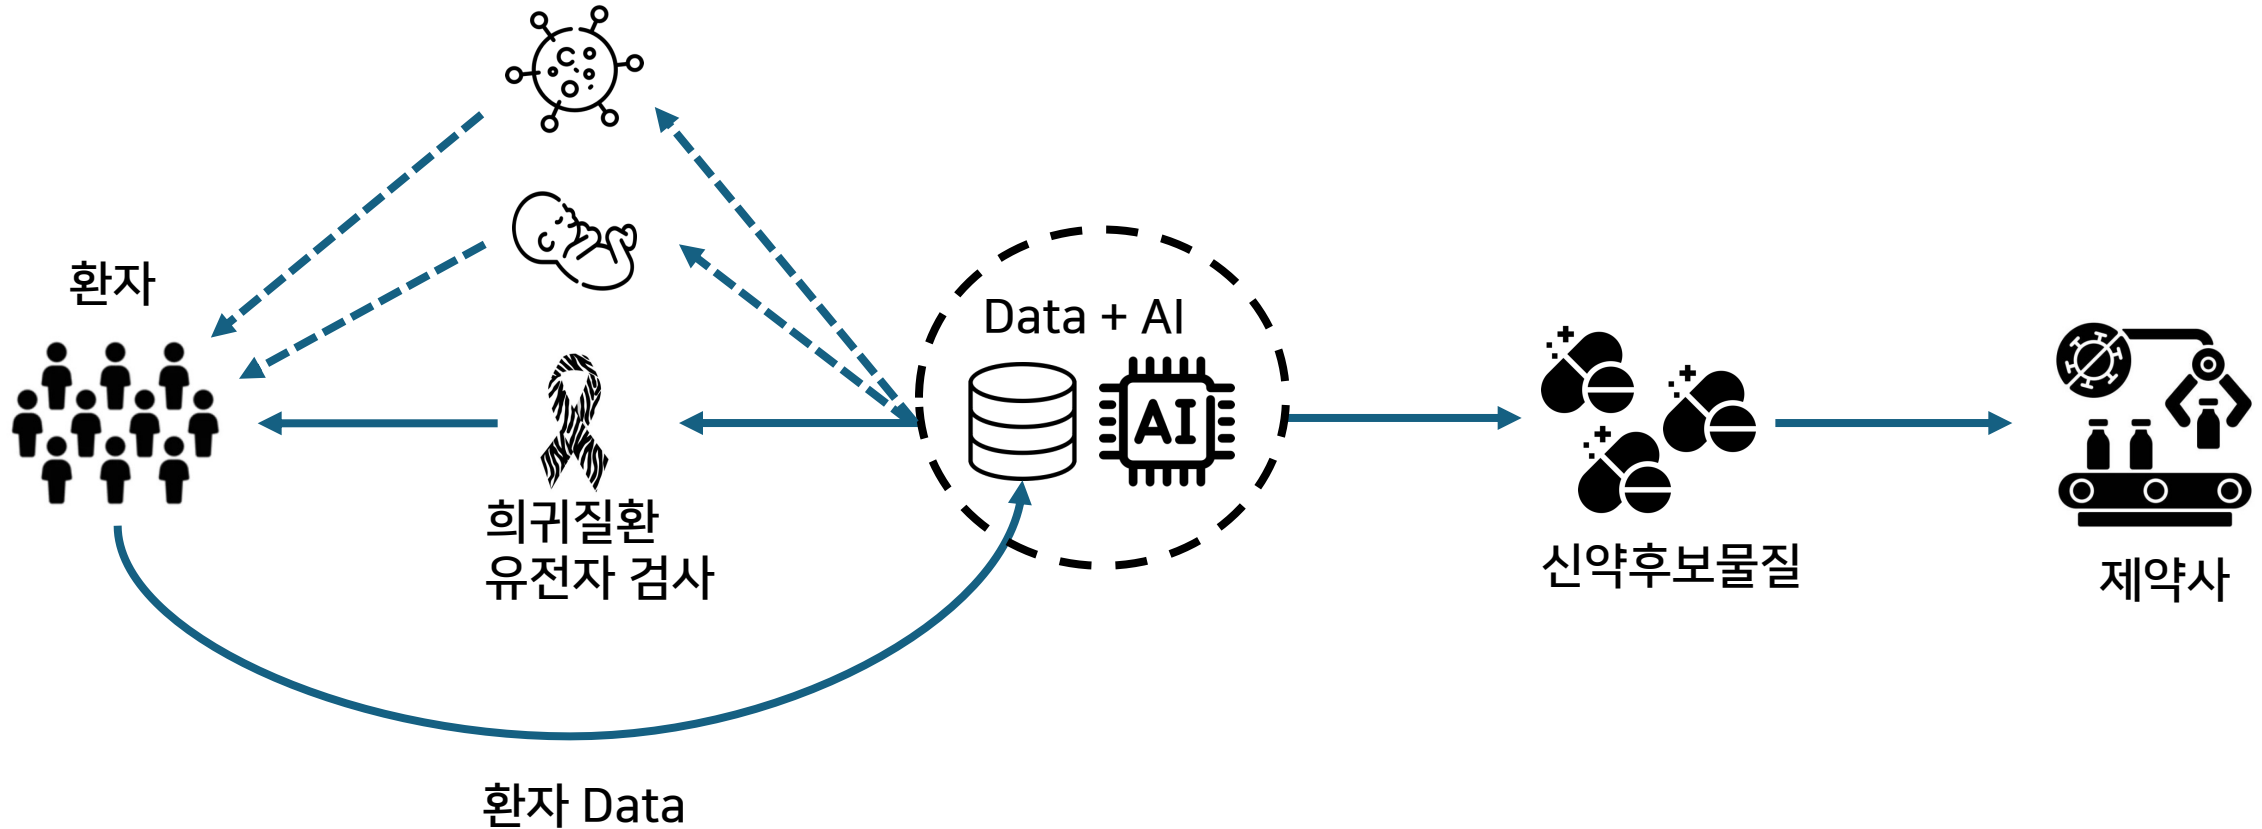 환자
Data + AI
AI
희귀질환
유전자 검사
신약후보물질
제약사
환자 Data